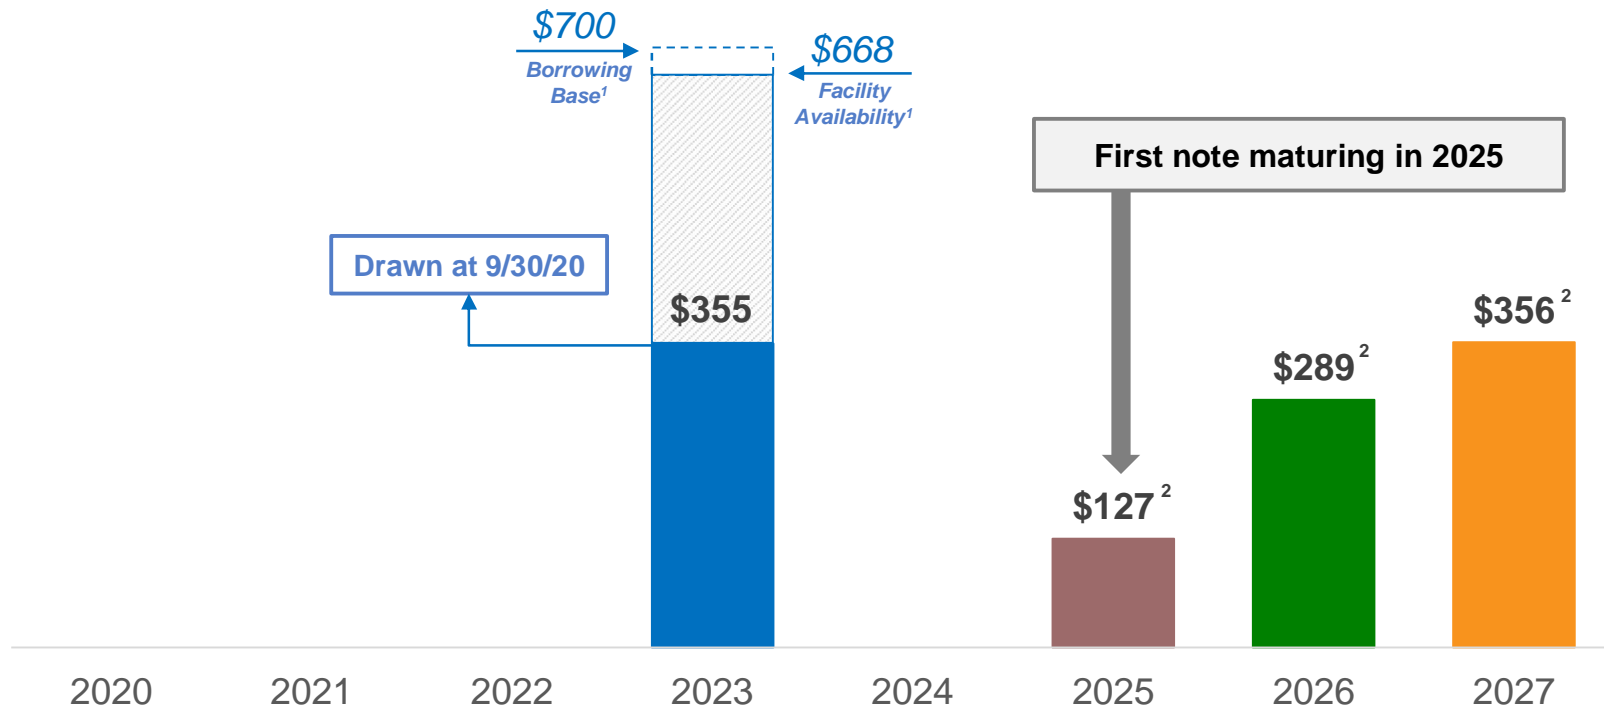 $700
Borrowing
Base1
$668
Facility
Availability1
First note maturing in 2025
Drawn at 9/30/20
$355
$127 2
$289 2
$356 2
2020 2021 2022 2023 2024 2025 2026 2027